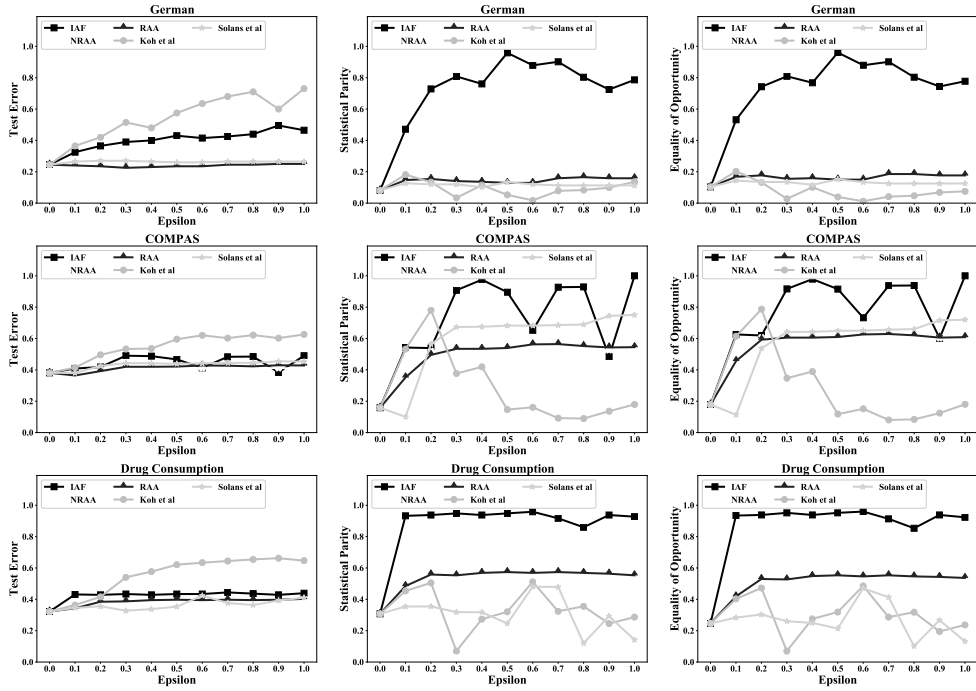 German
IAF RAA Solans et al
NRAA Koh et al
Test Error
1.0
0.8
0.6
0.4
0.2
0.0
0.0 0.1 0.2 0.3 0.4 0.5 0.6 0.7 0.8 0.9 1.0
Epsilon
German
IAF RAA Solans et al
NRAA Koh et al
Statistical Parity
1.0
0.8
0.6
0.4
0.2
0.0
0.0 0.1 0.2 0.3 0.4 0.5 0.6 0.7 0.8 0.9 1.0
Epsilon
German
IAF RAA Solans et al
NRAA Koh et al
Equality of Opportunity
1.0
0.8
0.6
0.4
0.2
0.0
0.0 0.1 0.2 0.3 0.4 0.5 0.6 0.7 0.8 0.9 1.0
Epsilon
COMPAS
IAF RAA Solans et al
NRAA Koh et al
Test Error
1.0
0.8
0.6
0.4
0.2
0.0
0.0 0.1 0.2 0.3 0.4 0.5 0.6 0.7 0.8 0.9 1.0
Epsilon
COMPAS
IAF RAA Solans et al
NRAA Koh et al
Statistical Parity
1.0
0.8
0.6
0.4
0.2
0.0
0.0 0.1 0.2 0.3 0.4 0.5 0.6 0.7 0.8 0.9 1.0
Epsilon
COMPAS
IAF RAA Solans et al
NRAA Koh et al
Equality of Opportunity
1.0
0.8
0.6
0.4
0.2
0.0
0.0 0.1 0.2 0.3 0.4 0.5 0.6 0.7 0.8 0.9 1.0
Epsilon
Drug Consumption
IAF RAA Solans et al
NRAA Koh et al
Test Error
1.0
0.8
0.6
0.4
0.2
0.0
0.0 0.1 0.2 0.3 0.4 0.5 0.6 0.7 0.8 0.9 1.0
Epsilon
Drug Consumption
IAF RAA Solans et al
NRAA Koh et al
Statistical Parity
1.0
0.8
0.6
0.4
0.2
0.0
0.0 0.1 0.2 0.3 0.4 0.5 0.6 0.7 0.8 0.9 1.0
Epsilon
Drug Consumption
IAF RAA Solans et al
NRAA Koh et al
Equality of Opportunity
1.0
0.8
0.6
0.4
0.2
0.0
0.0 0.1 0.2 0.3 0.4 0.5 0.6 0.7 0.8 0.9 1.0
Epsilon